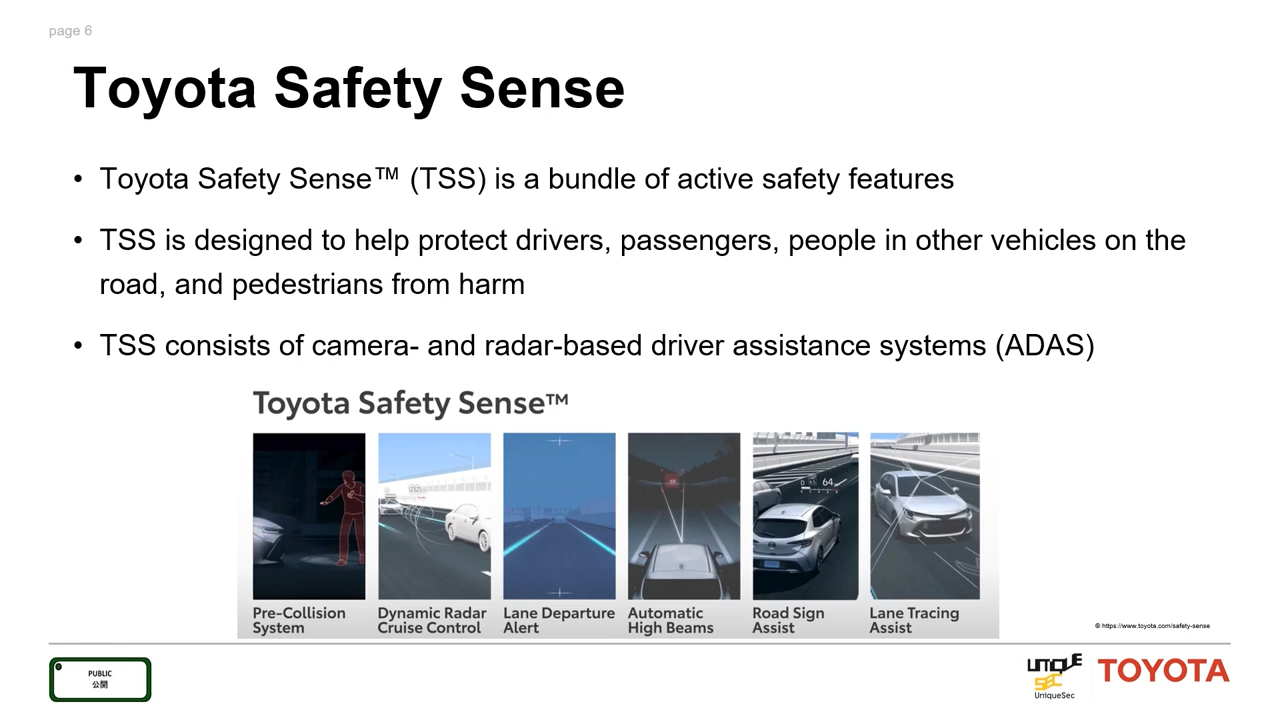 page 6
Toyota Safety Sense
• Toyota Safety Sense™ (TSS) is a bundle of active safety features
• TSS is designed to help protect drivers, passengers, people in other vehicles on the
road, and pedestrians from harm
• TSS consists of camera- and radar-based driver assistance systems (ADAS)
Toyota Safety Sense™
64
Pre-Collision
System
Dynamic Radar
Cruise Control
Lane Departure
Alert
Automatic
High Beams
Road Sign
Assist
Lane Tracing
Assist
© https://www.toyota.com/safety-sense
PUBLIC
公開
UNIQUE
SEC
UniqueSec
TOYOTA